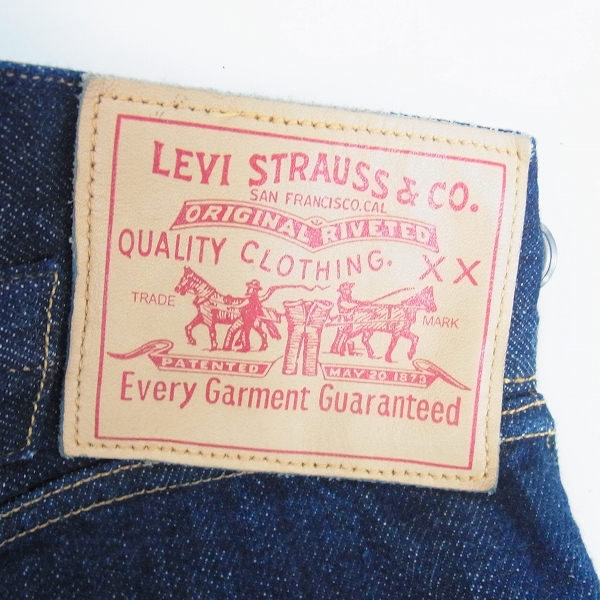 LEVI STRAUSS & CO.
SAN FRANCISCO.CAL
ORIGINAL RIVETED
QUALITY CLOTHING. XX
TRADE MARK
PATENTED MAY 20 1873
Every Garment Guaranteed